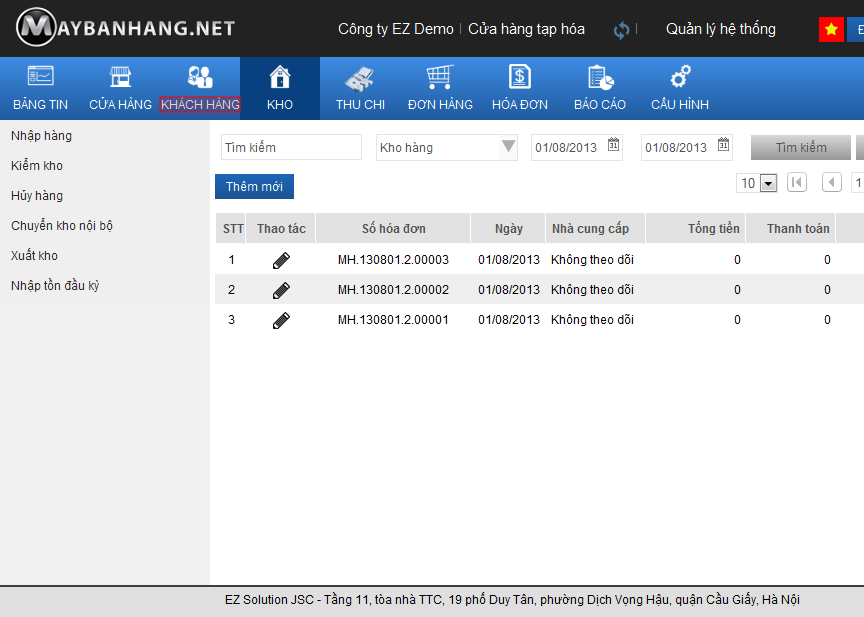 MAYBANHANG.NET
Công ty EZ Demo | Cửa hàng tạp hóa | Quản lý hệ thống
BẢNG TIN CỬA HÀNG KHÁCH HÀNG KHO THU CHI ĐƠN HÀNG HÓA ĐƠN BÁO CÁO CẤU HÌNH
Nhập hàng
Kiểm kho
Hủy hàng
Chuyển kho nội bộ
Xuất kho
Nhập tồn đầu kỳ
Tìm kiếm Kho hàng 01/08/2013 31 01/08/2013 31 Tìm kiếm
Thêm mới 10 1
STT Thao tác Số hóa đơn Ngày Nhà cung cấp Tổng tiền Thanh toán
1 MH.130801.2.00003 01/08/2013 Không theo dõi 0 0
2 MH.130801.2.00002 01/08/2013 Không theo dõi 0 0
3 MH.130801.2.00001 01/08/2013 Không theo dõi 0 0
EZ Solution JSC - Tầng 11, tòa nhà TTC, 19 phố Duy Tân, phường Dịch Vọng Hậu, quận Cầu Giấy, Hà Nội